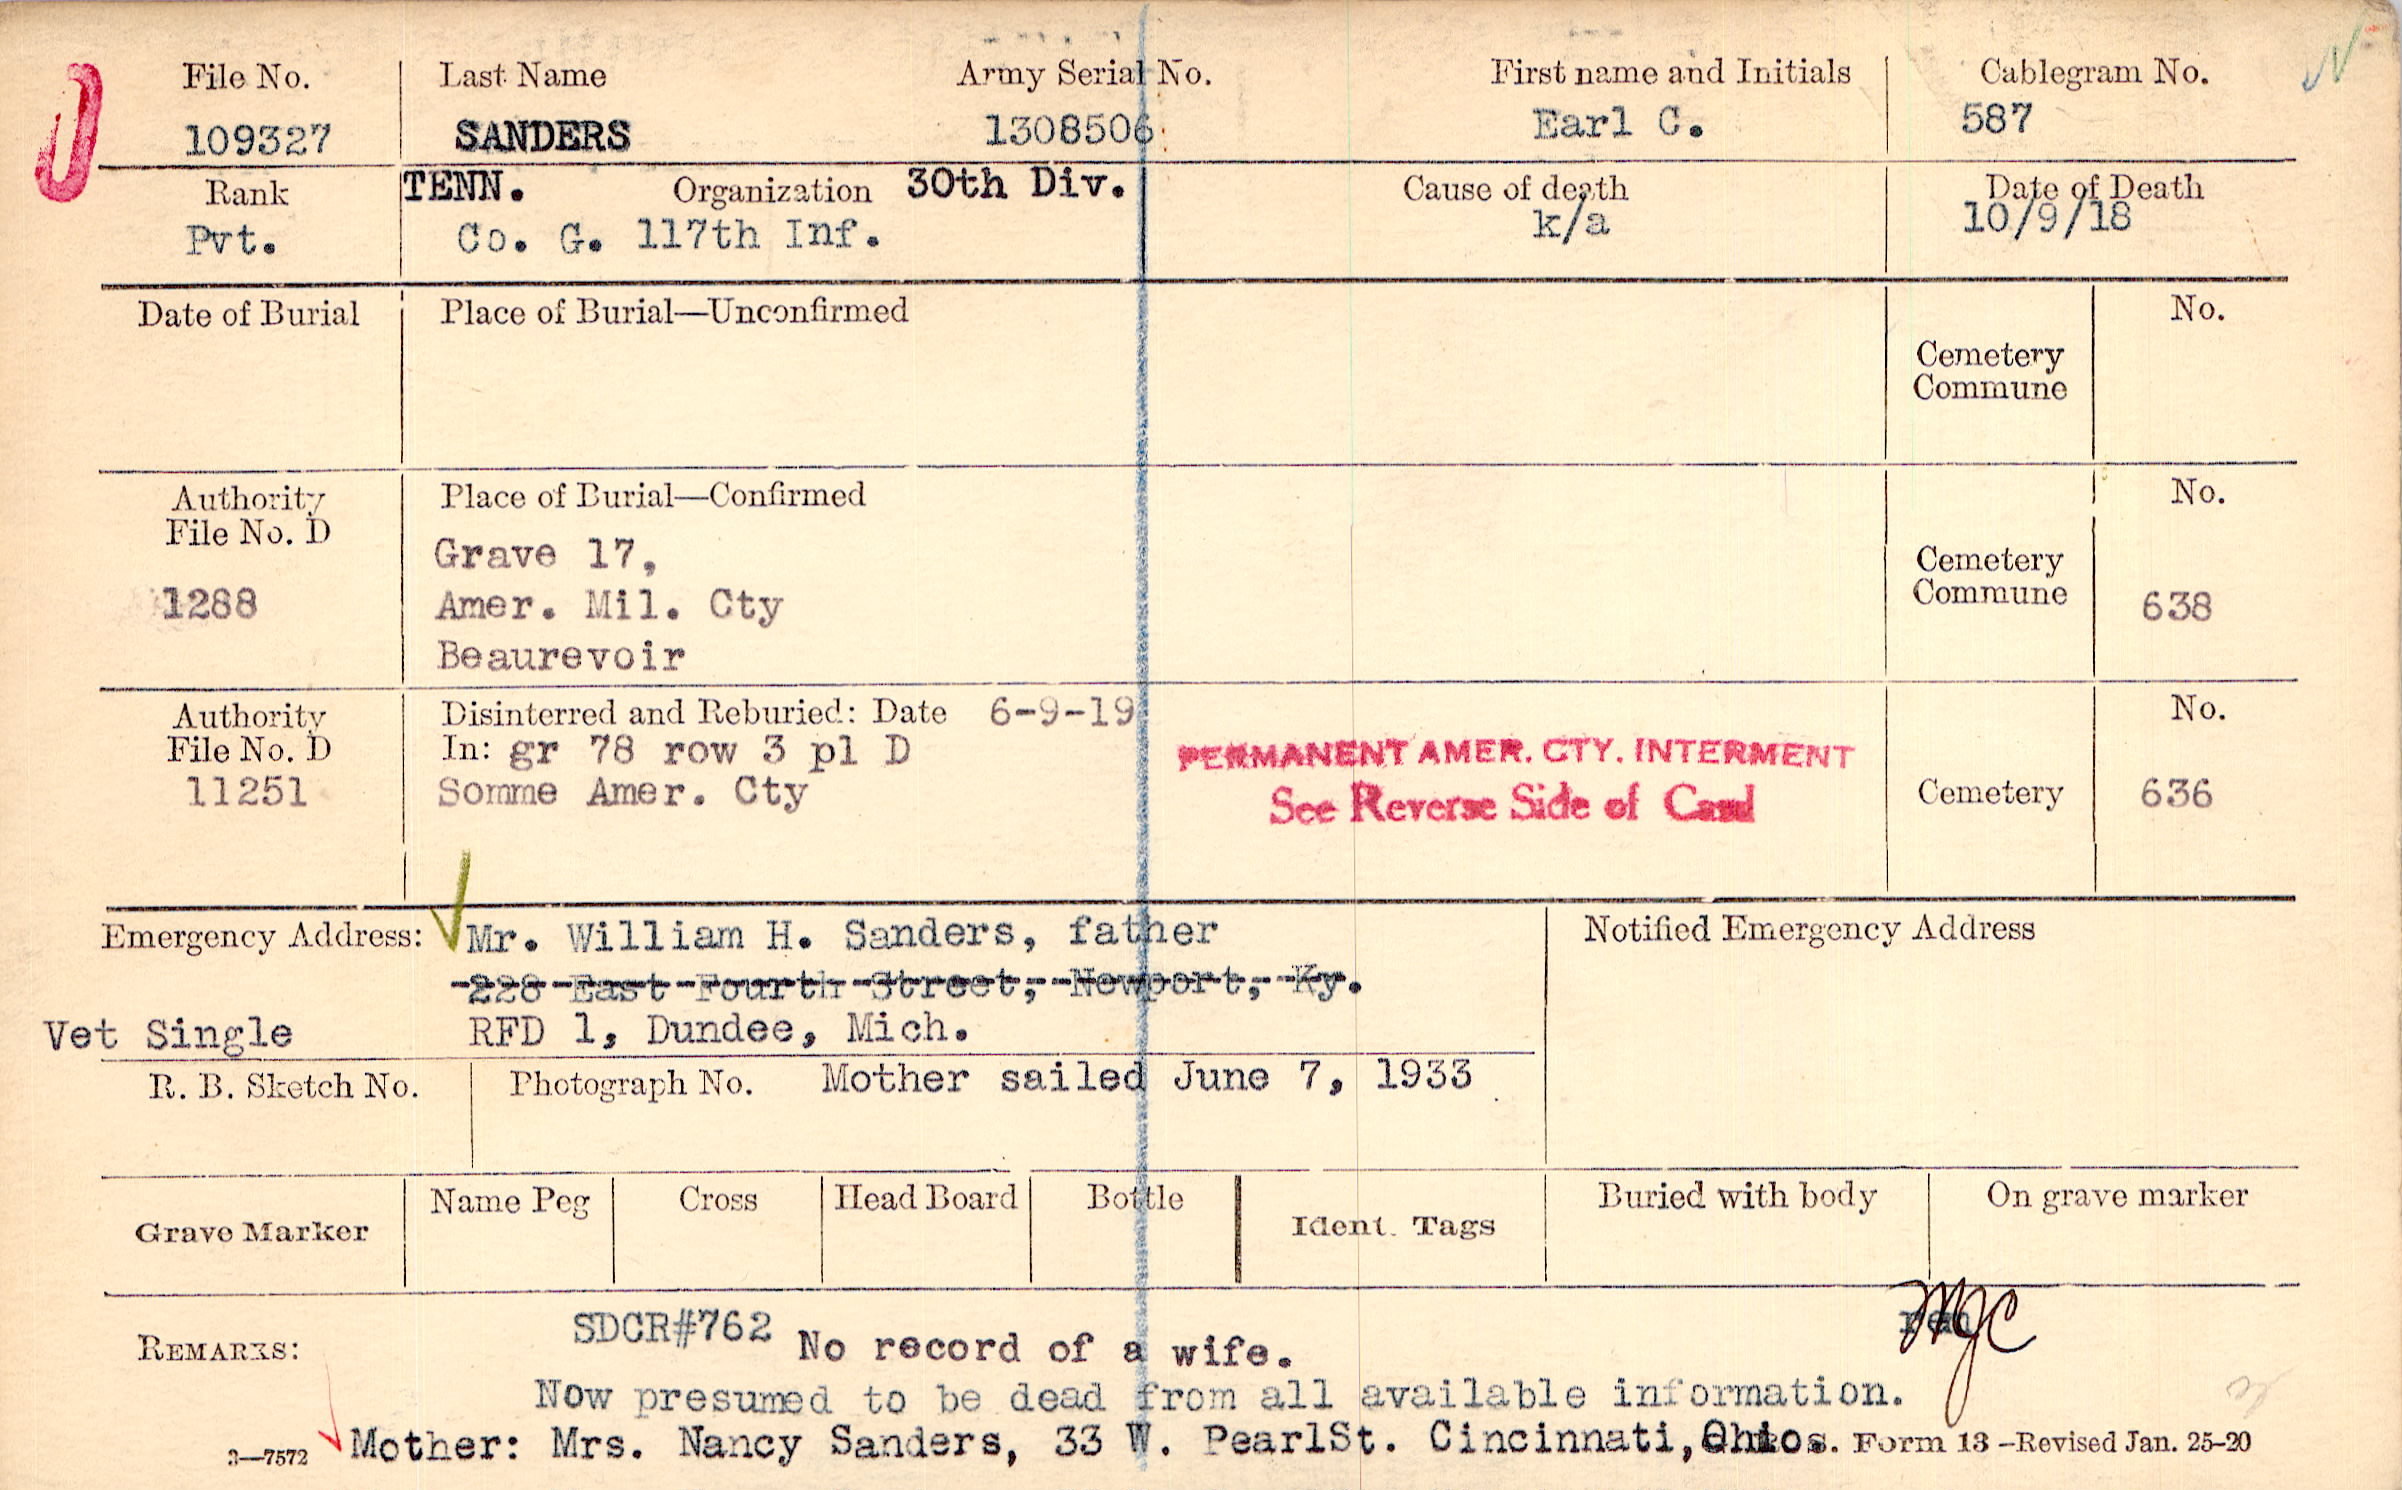 File No. Last Name Army Serial No. First name and Initials Cablegram No.
109327 SANDERS 1308506 Earl C. 587
Rank TENN. Organization 30th Div. Cause of death Date of Death
Pvt. Co. G. 117th Inf. k/a 10/9/18
Date of Burial Place of Burial—Unconfirmed No.
Cemetery
Commune
Authority Place of Burial—Confirmed No.
File No. D
Grave 17,
Cemetery
1288 Amer. Mil. Cty Commune 638
Beaurevoir
Authority Disinterred and Reburied: Date 6-9-19 No.
File No. D In: gr 78 row 3 pl D PERMANENT AMER. CTY. INTERMENT
11251 Somme Amer. Cty See Reverse Side of Card Cemetery 636
Emergency Address: Mr. William H. Sanders, father Notified Emergency Address
228 East Fourth Street, Newport, Ky.
Vet Single RFD 1, Dundee, Mich.
R. B. Sketch No. Photograph No. Mother sailed June 7, 1933
Grave Marker Name Peg Cross Head Board Bottle Ident. Tags Buried with body On grave marker
SDCR#762 MJC
REMARKS: No record of a wife.
Now presumed to be dead from all available information.
3—7572 Mother: Mrs. Nancy Sanders, 33 W. PearlSt. Cincinnati, Ohio. Form 13 -Revised Jan. 25-20